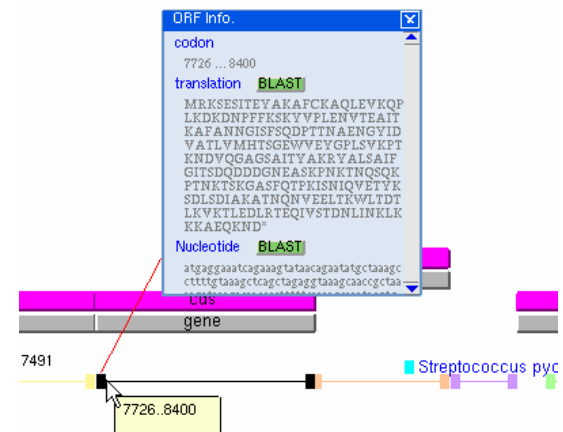 ORF Info.
codon
7726 ... 8400
translation BLAST
MRKSESITEYAKAFCKAQLEVKQP
LKDKDNPFFKSKYVPLENVTEAIT
KAFANNGISFSQDPTTNAENGYID
VATLVMHTSGEWVEYGPLSVKPT
KNDVQGAGSAITYAKRYALSAIF
GITSDQDDDGNEASKPNKTNQSQK
PTNKTSKGASFQTPKISNIQVETYK
SDLSDIAKATNQNVEELTKWLTDT
LKVKTLEDLRTEQIVSTDNLINKLK
KKAEQKND*
Nucleotide BLAST
atgaggaaatcagaaagtataacagaatatgctaaagc
cttttgtaaagctcagctagaggtaaagcaaccgctaa
cds
gene
7491
Streptococcus pyo
7726..8400